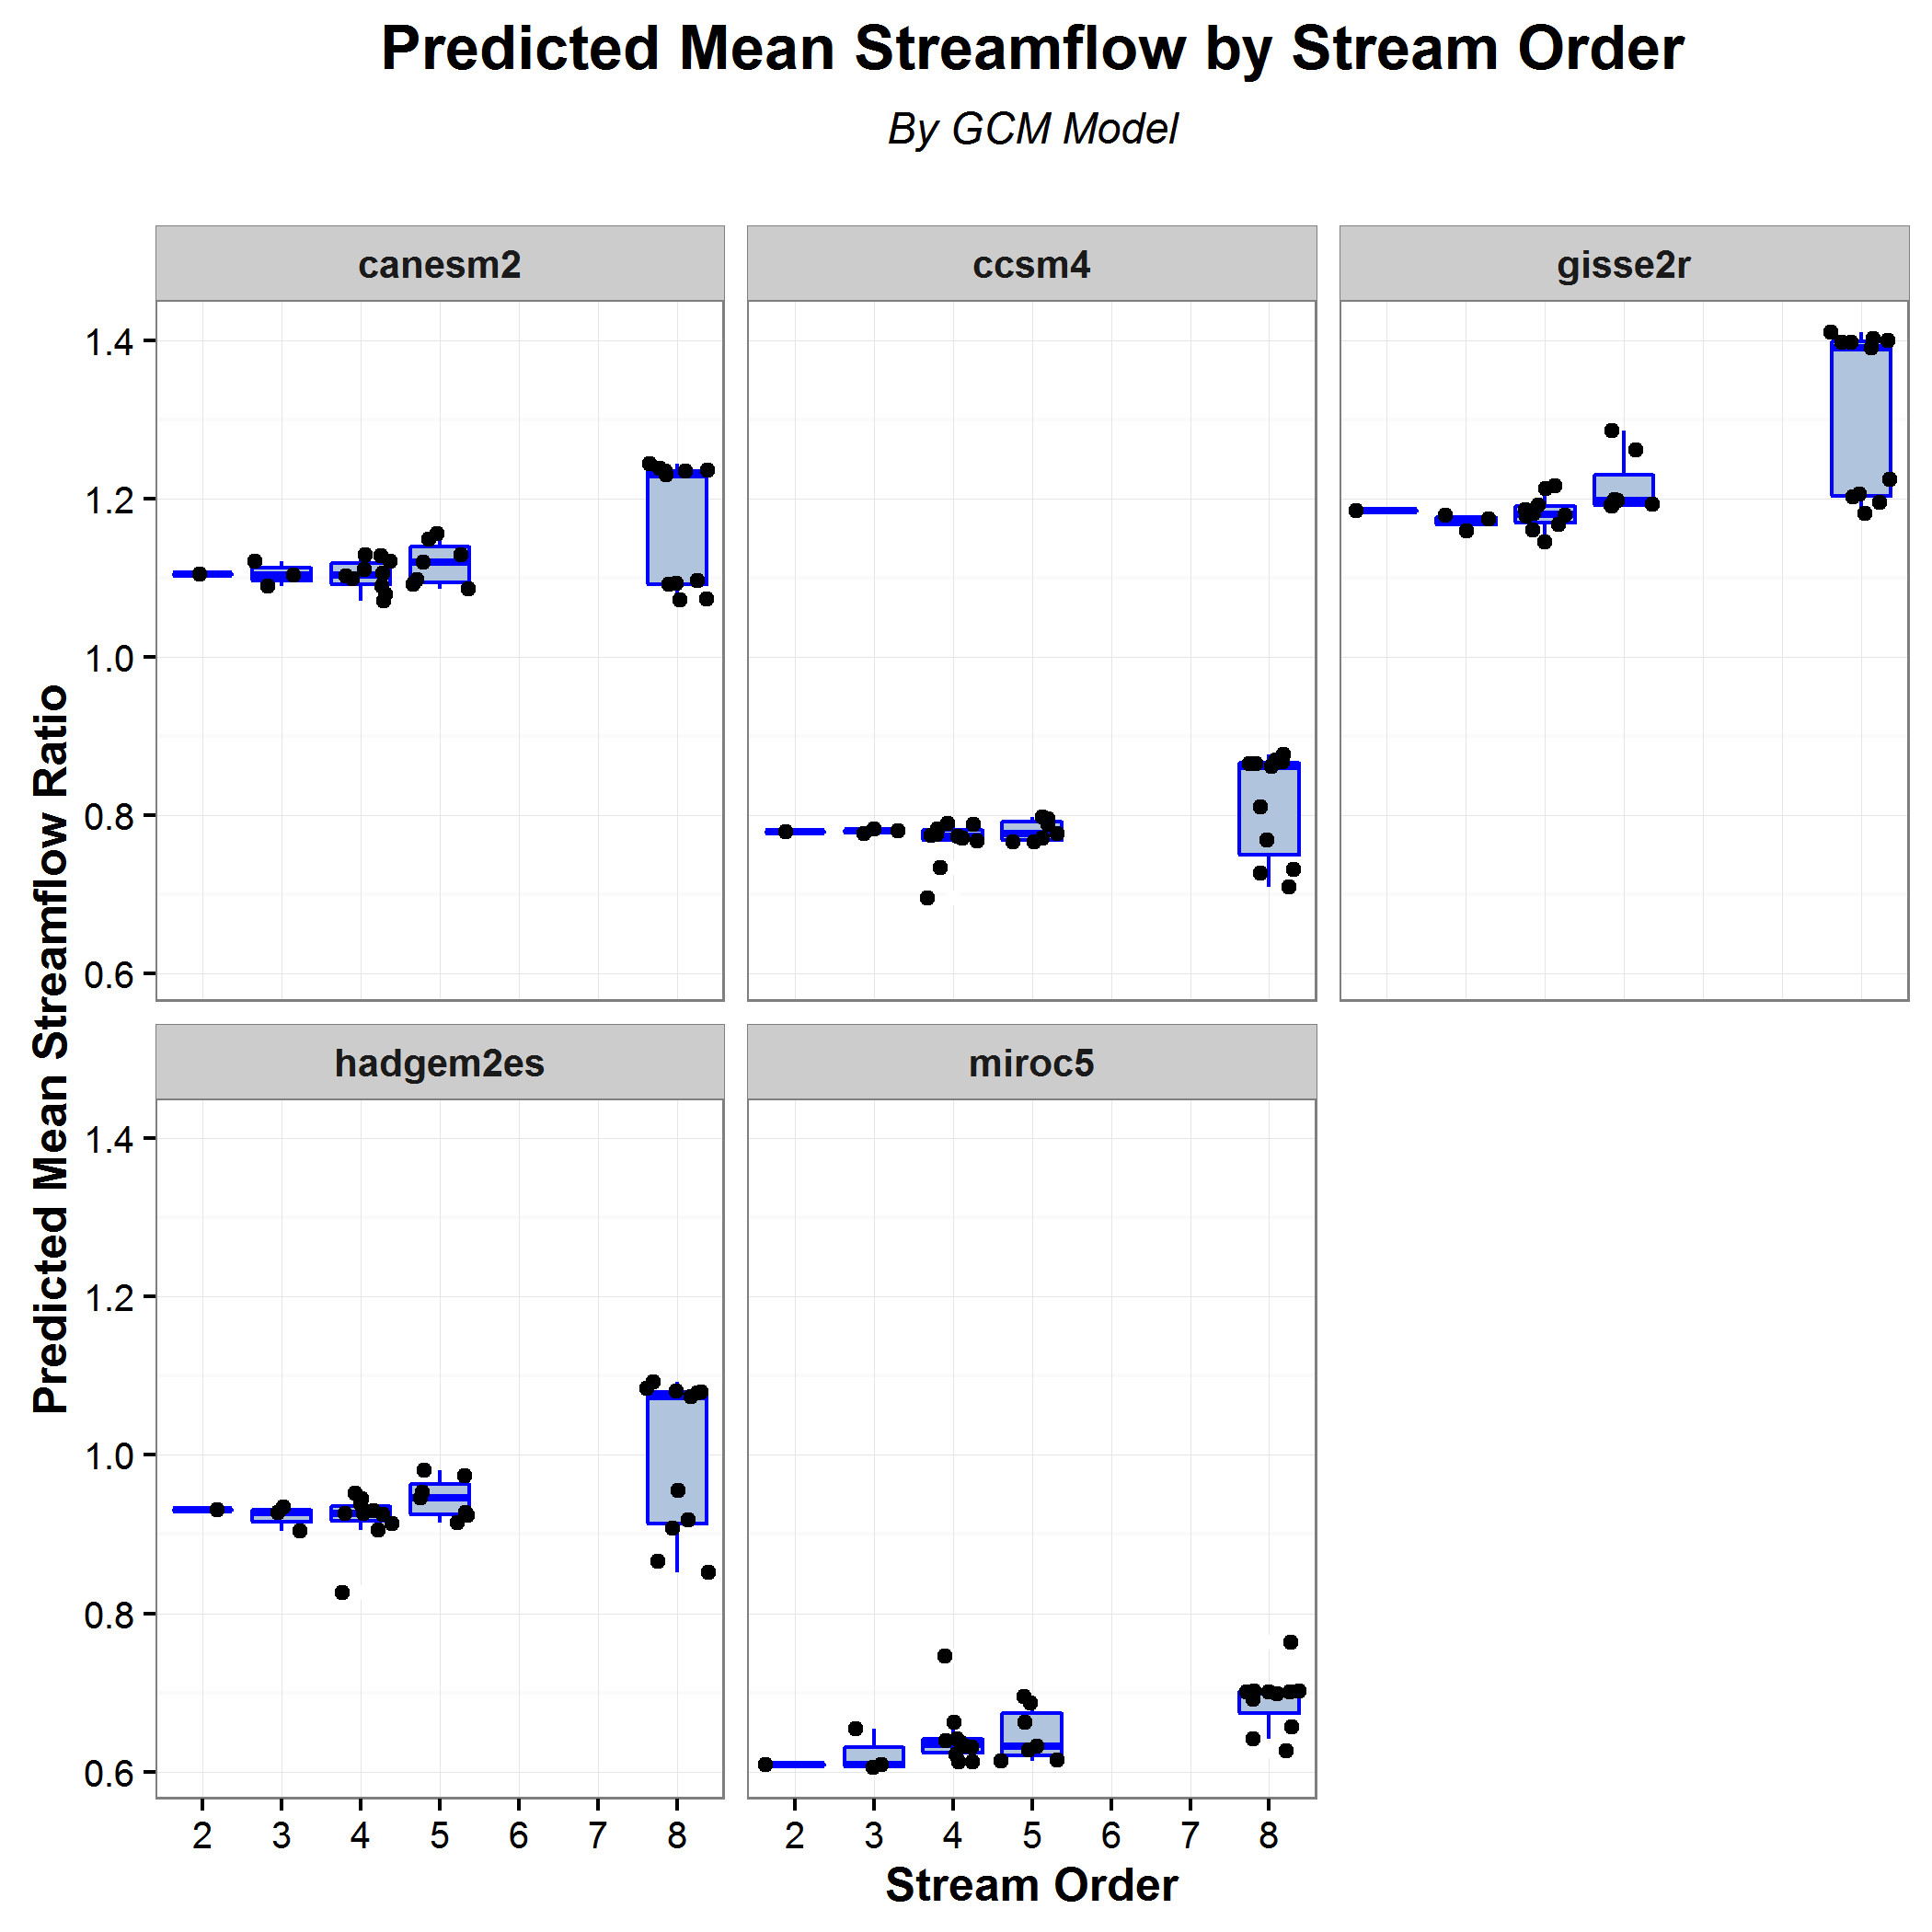 Predicted Mean Streamflow by Stream Order
By GCM Model
canesm2
ccsm4
gisse2r
1.4
1.2
1.0
0.8
0.6
Predicted Mean Streamflow Ratio
hadgem2es
miroc5
1.4
1.2
1.0
0.8
0.6
2 3 4 5 6 7 8
2 3 4 5 6 7 8
Stream Order